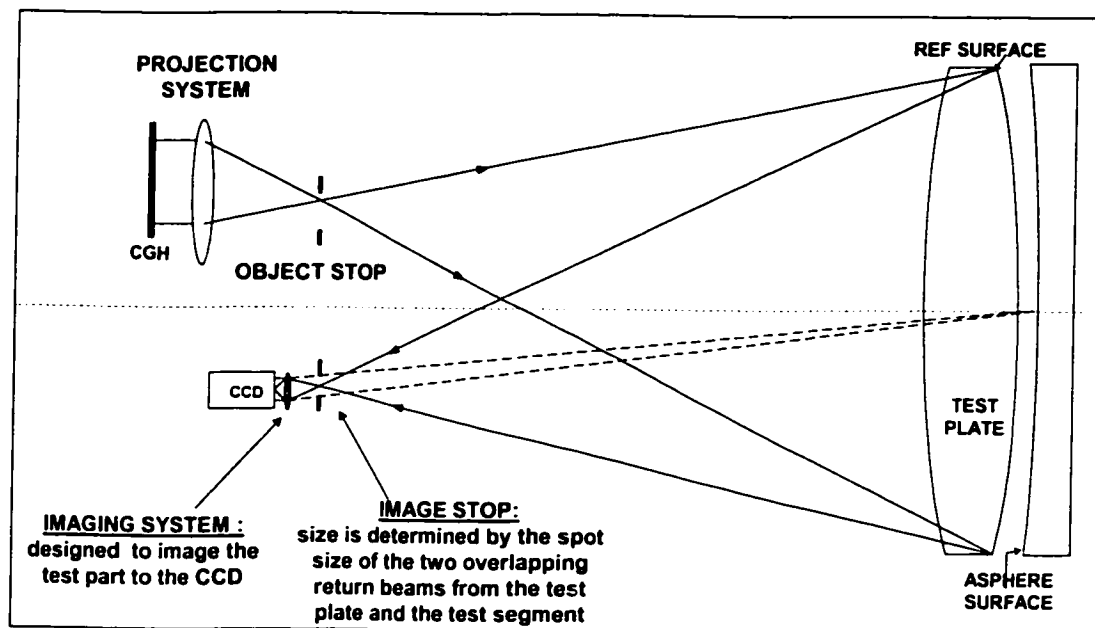 PROJECTION
SYSTEM
REF SURFACE
CGH
OBJECT STOP
CCD
TEST
PLATE
IMAGING SYSTEM :
designed to image the
test part to the CCD
IMAGE STOP:
size is determined by the spot
size of the two overlapping
return beams from the test
plate and the test segment
ASPHERE
SURFACE